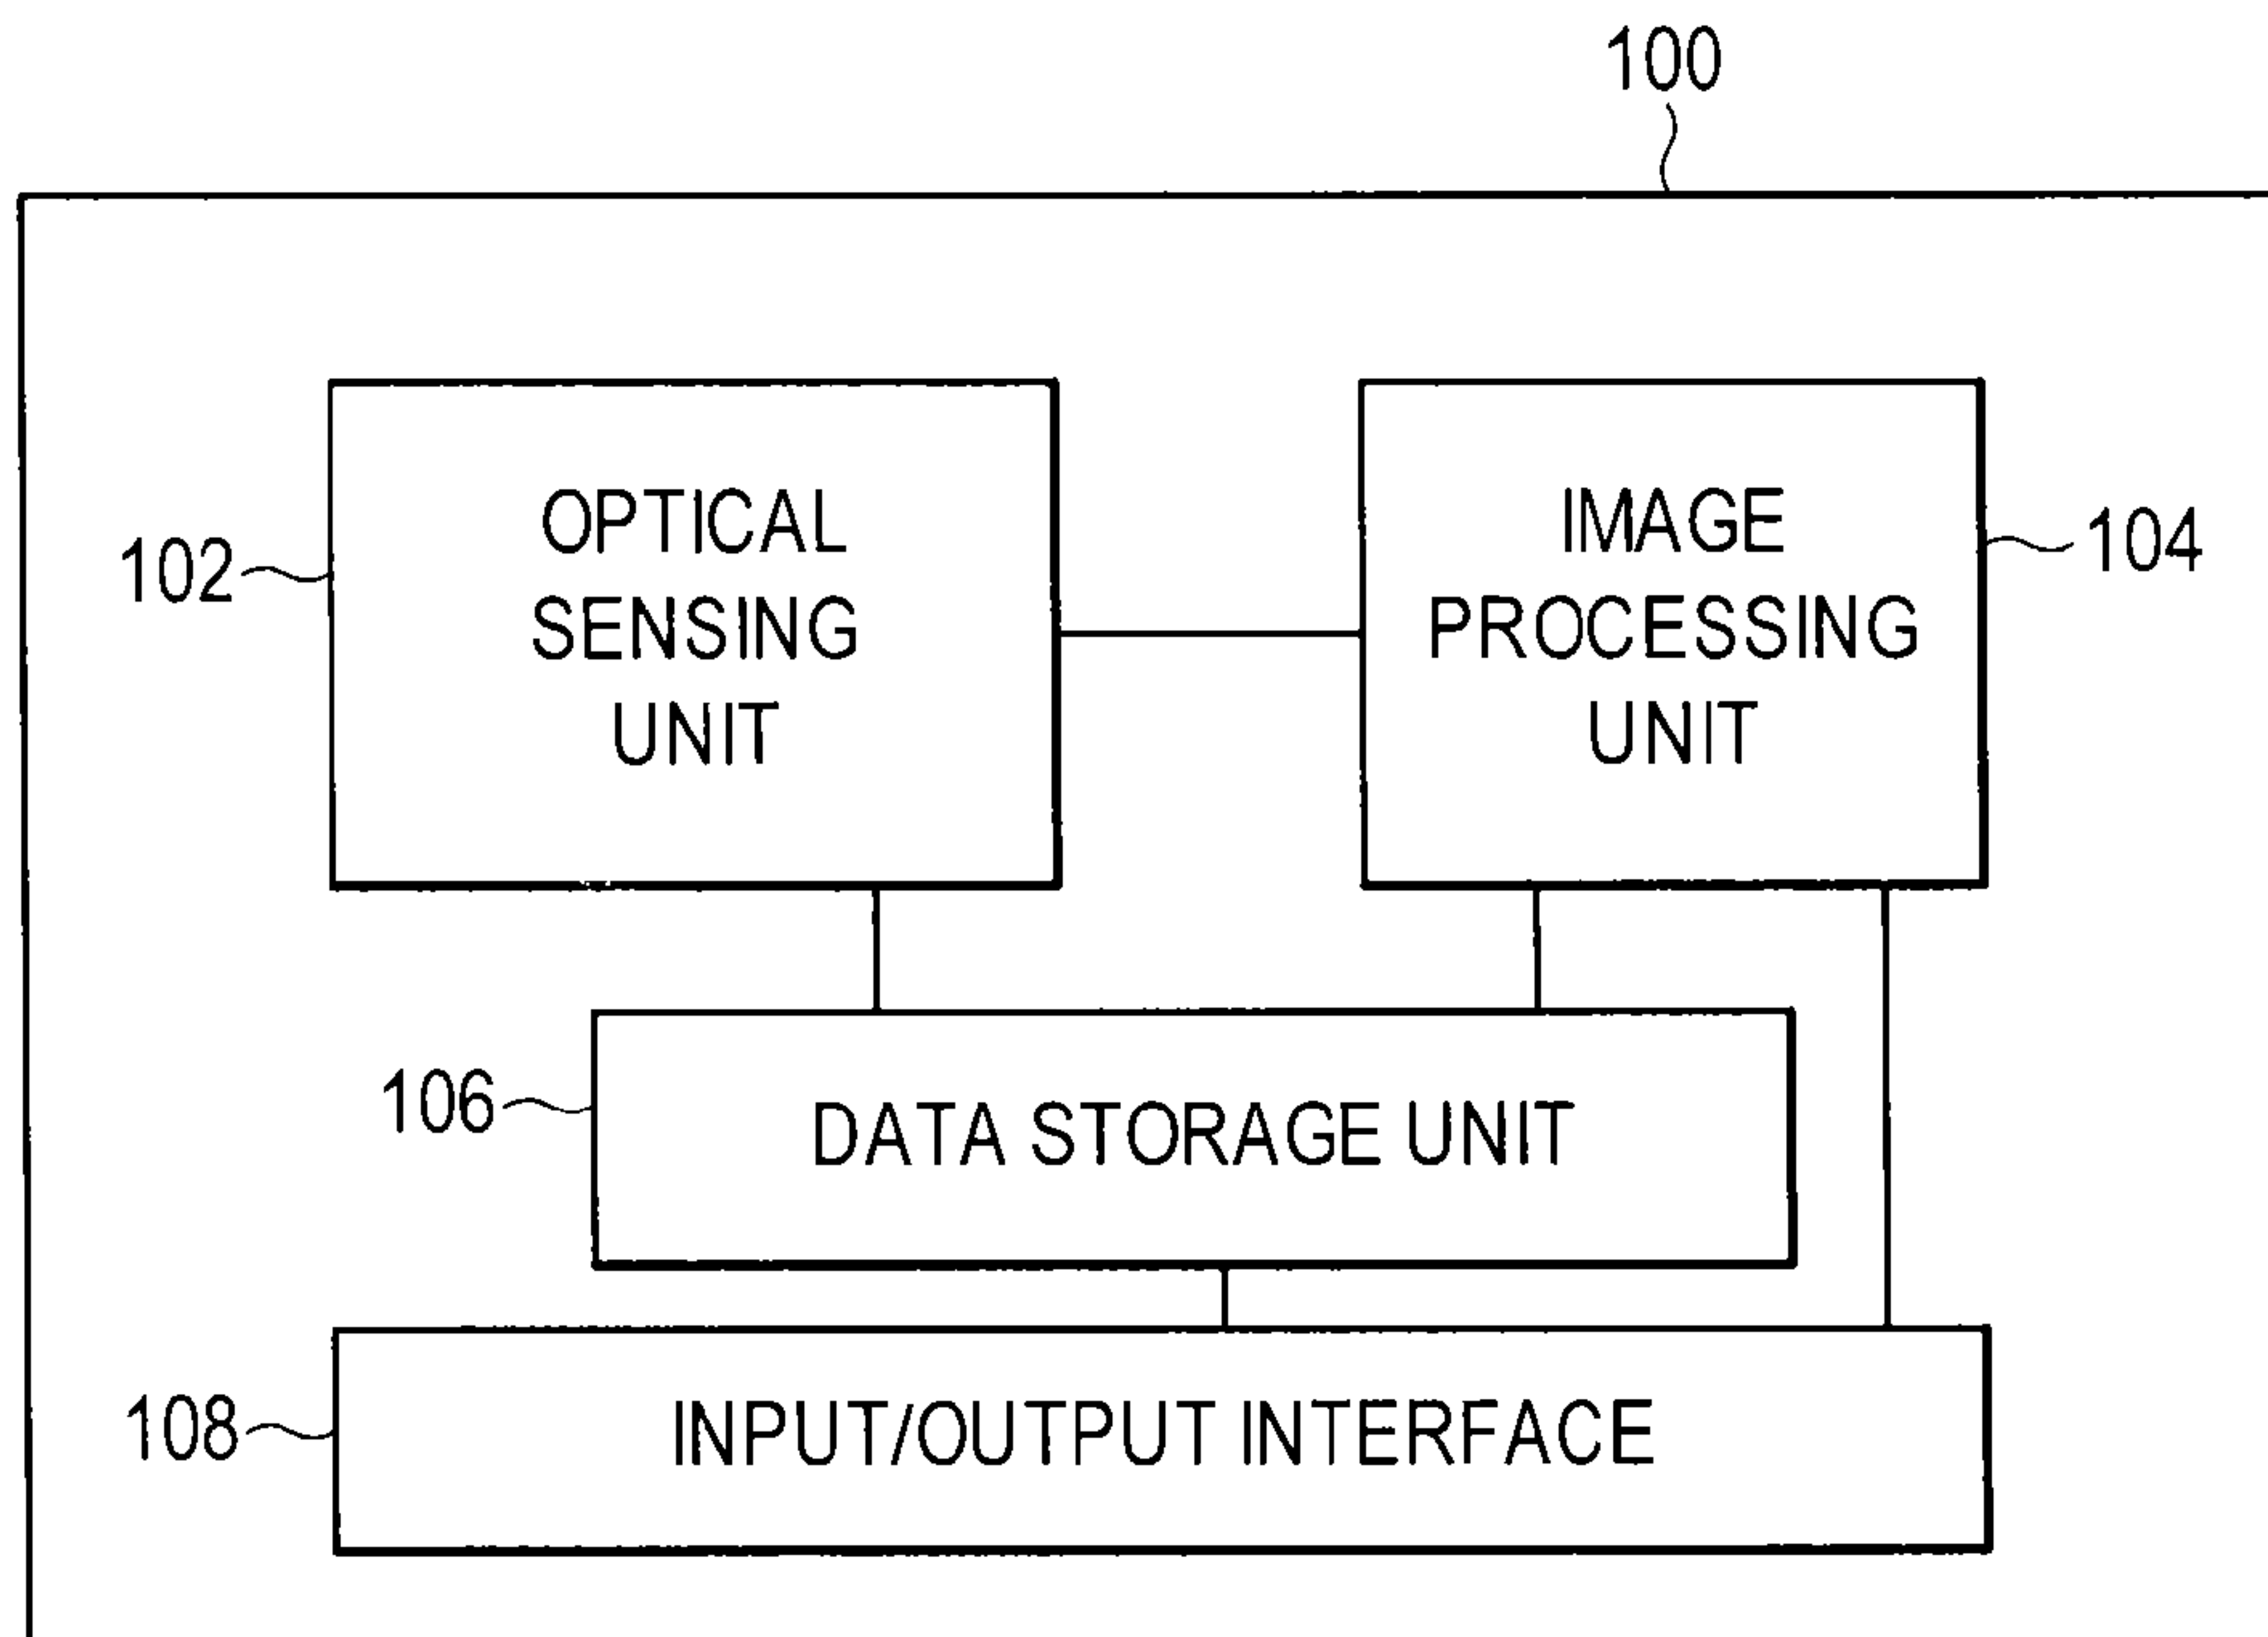 100
OPTICAL
SENSING
UNIT
102
IMAGE
PROCESSING
UNIT
104
106
DATA STORAGE UNIT
108
INPUT/OUTPUT INTERFACE